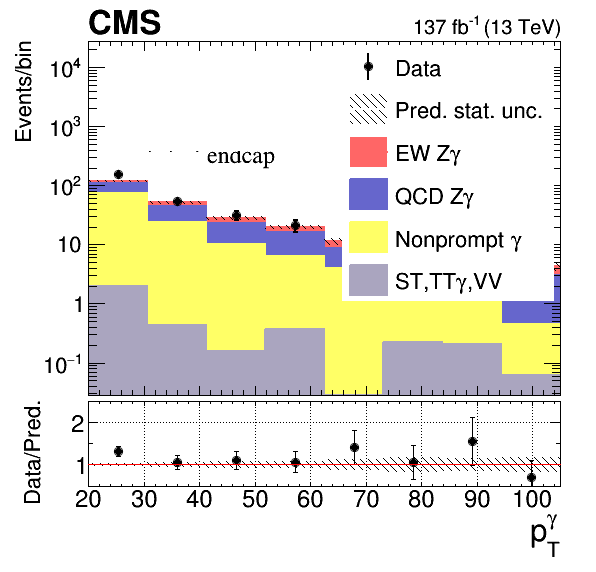 CMS
137 fb⁻¹ (13 TeV)
Events/bin
10⁴
10³
10²
10
1
10⁻¹
Data
Pred. stat. unc.
EW Zγ
QCD Zγ
Nonprompt γ
ST,TTγ,VV
endcap
Data/Pred.
2
1
20 30 40 50 60 70 80 90 100
p_T^γ